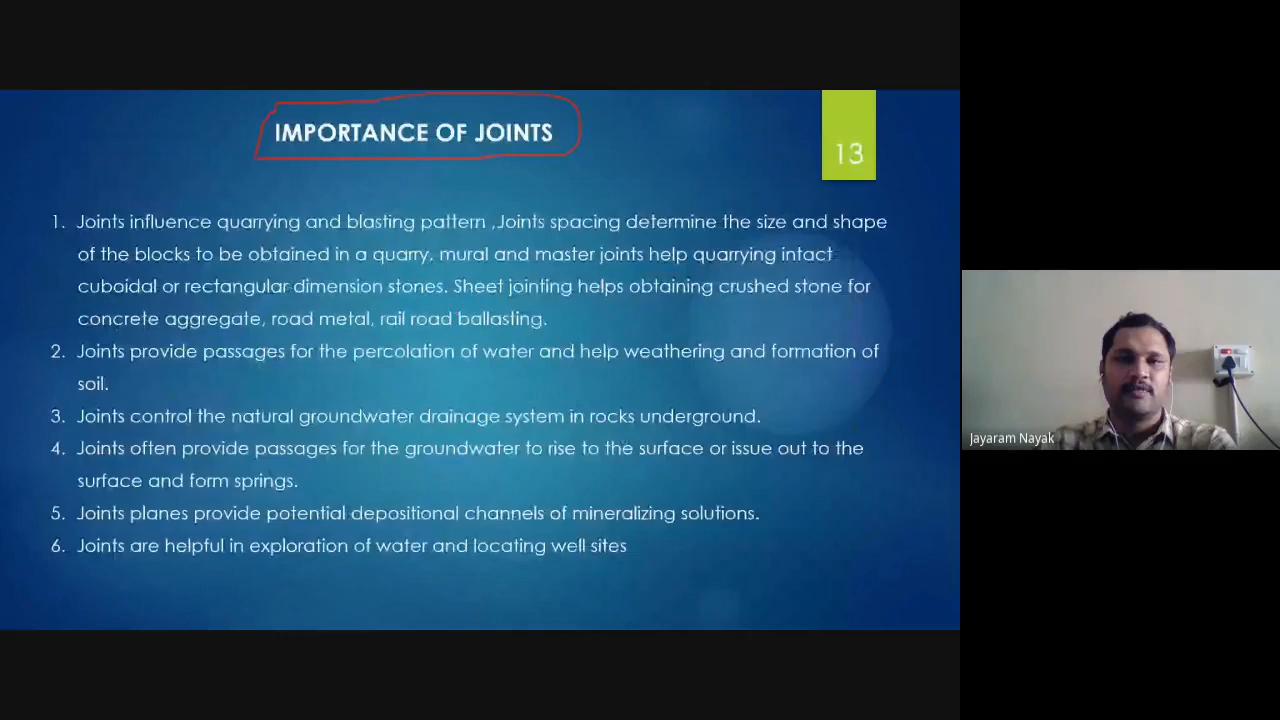 IMPORTANCE OF JOINTS
13
1. Joints influence quarrying and blasting pattern ,Joints spacing determine the size and shape
of the blocks to be obtained in a quarry. mural and master joints help quarrying intact
cuboidal or rectangular dimension stones. Sheet jointing helps obtaining crushed stone for
concrete aggregate, road metal, rail road ballasting.
2. Joints provide passages for the percolation of water and help weathering and formation of
soil.
3. Joints control the natural groundwater drainage system in rocks underground.
4. Joints often provide passages for the groundwater to rise to the surface or issue out to the
surface and form springs.
5. Joints planes provide potential depositional channels of mineralizing solutions.
6. Joints are helpful in exploration of water and locating well sites
Jayaram Nayak